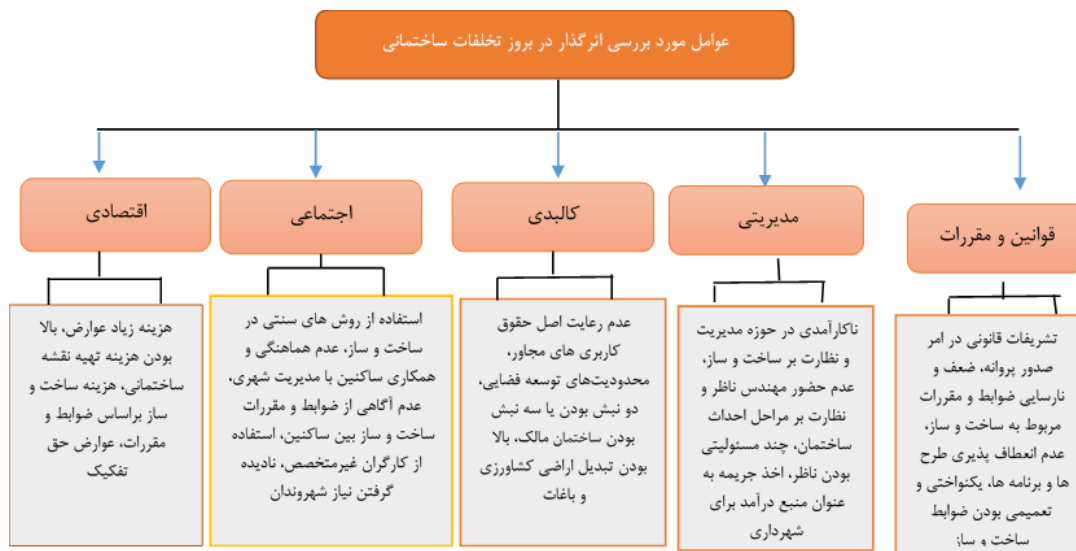 عوامل مورد بررسی اثرگذار در بروز تخلفات ساختمانی
قوانین و مقررات
تشریفات قانونی در امر
صدور پروانه، ضعف و
نارسایی ضوابط و مقررات
مربوط به ساخت و ساز،
عدم انعطاف پذیری طرح
ها و برنامه ها، یکنواختی و
تعمیمی بودن ضوابط
ساخت و ساز
مدیریتی
ناکارآمدی در حوزه مدیریت
و نظارت بر ساخت و ساز،
عدم حضور مهندس ناظر و
نظارت بر مراحل احداث
ساختمان، چند مسئولیتی
بودن ناظر، اخذ جریمه به
عنوان منبع درآمد برای
شهرداری
کالبدی
عدم رعایت اصل حقوق
کاربری های مجاور،
محدودیت‌های توسعه فضایی،
دو نبش بودن یا سه نبش
بودن ساختمان مالک، بالا
بودن تبدیل اراضی کشاورزی
و باغات
اجتماعی
استفاده از روش های سنتی در
ساخت و ساز، عدم هماهنگی و
همکاری ساکنین با مدیریت شهری،
عدم آگاهی از ضوابط و مقررات
ساخت و ساز بین ساکنین، استفاده
از کارگران غیرمتخصص، نادیده
گرفتن نیاز شهروندان
اقتصادی
هزینه زیاد عوارض، بالا
بودن هزینه تهیه نقشه
ساختمانی، هزینه ساخت و
ساز براساس ضوابط و
مقررات، عوارض حق
تفکیک